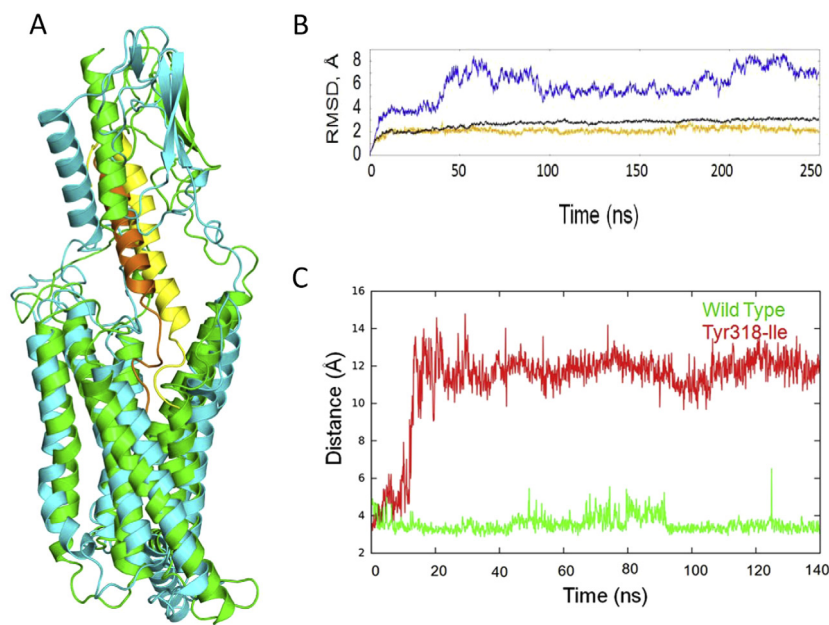 A
B
RMSD, Å
8
6
4
2
0
0 50 100 150 200 250
Time (ns)
C
Wild Type
Tyr318-Ile
Distance (Å)
16
14
12
10
8
6
4
2
0 20 40 60 80 100 120 140
Time (ns)